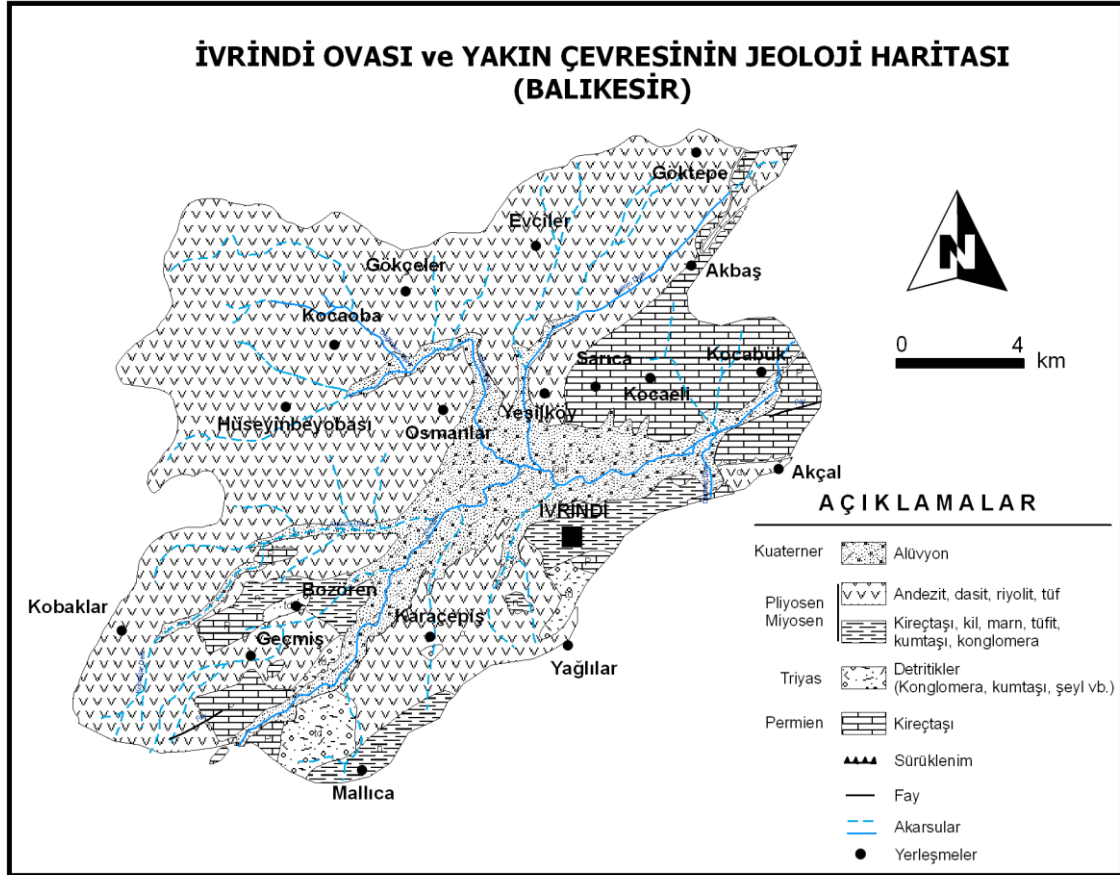 İVRİNDİ OVASI ve YAKIN ÇEVRESİNİN JEOLOJİ HARİTASI
(BALIKESİR)
Göktepe
Evciler
Akbaş
Gökçeler
N
Kocaoba
0 4
km
Sarıca
Kocabük
Kocaeli
Yeşilköy
Hüseyinbeyobası
Osmanlar
Akçal
İVRİNDİ
Bozören
Kobaklar
Karaçepiş
Geçmiş
Yağlılar
Mallıca
AÇIKLAMALAR
Kuaterner
Alüvyon
Pliyosen
Miyosen
Andezit, dasit, riyolit, tüf
Kireçtaşı, kil, marn, tüfit,
kumtaşı, konglomera
Triyas
Detritikler
(Konglomera, kumtaşı, şeyl vb.)
Permien
Kireçtaşı
Sürüklenim
Fay
Akarsular
Yerleşmeler